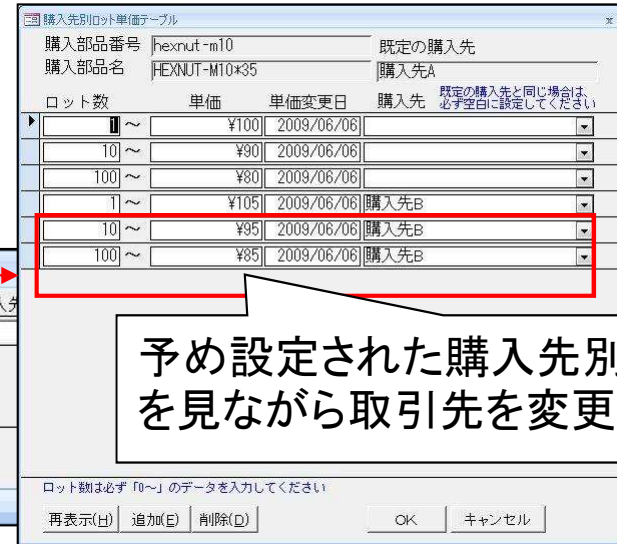 購入先別ロット単価テーブル x
購入部品番号 hexnut-m10 既定の購入先
購入部品名 HEXNUT-M10*35 購入先A
ロット数 単価 単価変更日 購入先 既定の購入先と同じ場合は、
必ず空白に設定してください
1 ~ ¥100 2009/06/06
10 ~ ¥90 2009/06/06
100 ~ ¥80 2009/06/06
1 ~ ¥105 2009/06/06 購入先B
10 ~ ¥95 2009/06/06 購入先B
100 ~ ¥85 2009/06/06 購入先B
予め設定された購入先別
を見ながら取引先を変更
ロット数は必ず「0~」のデータを入力してください
再表示(H) 追加(E) 削除(D) OK キャンセル